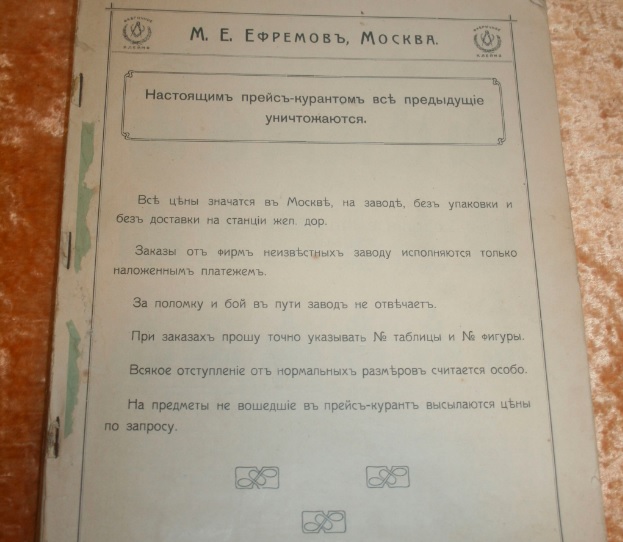 М. Е. Ефремовъ, Москва.
Настоящимъ прейсъ-курантомъ всѣ предыдущіе
уничтожаются.
Всѣ цѣны значатся въ Москвѣ, на заводѣ, безъ упаковки и
безъ доставки на станціи жел. дор.
Заказы отъ фирмъ неизвѣстныхъ заводу исполняются только
наложеннымъ платежемъ.
За поломку и бой въ пути заводъ не отвѣчаетъ.
При заказахъ прошу точно указывать № таблицы и № фигуры.
Всякое отступленіе отъ нормальныхъ размѣровъ считается особо.
На предметы не вошедшіе въ прейсъ-курантъ высылаются цѣны
по запросу.